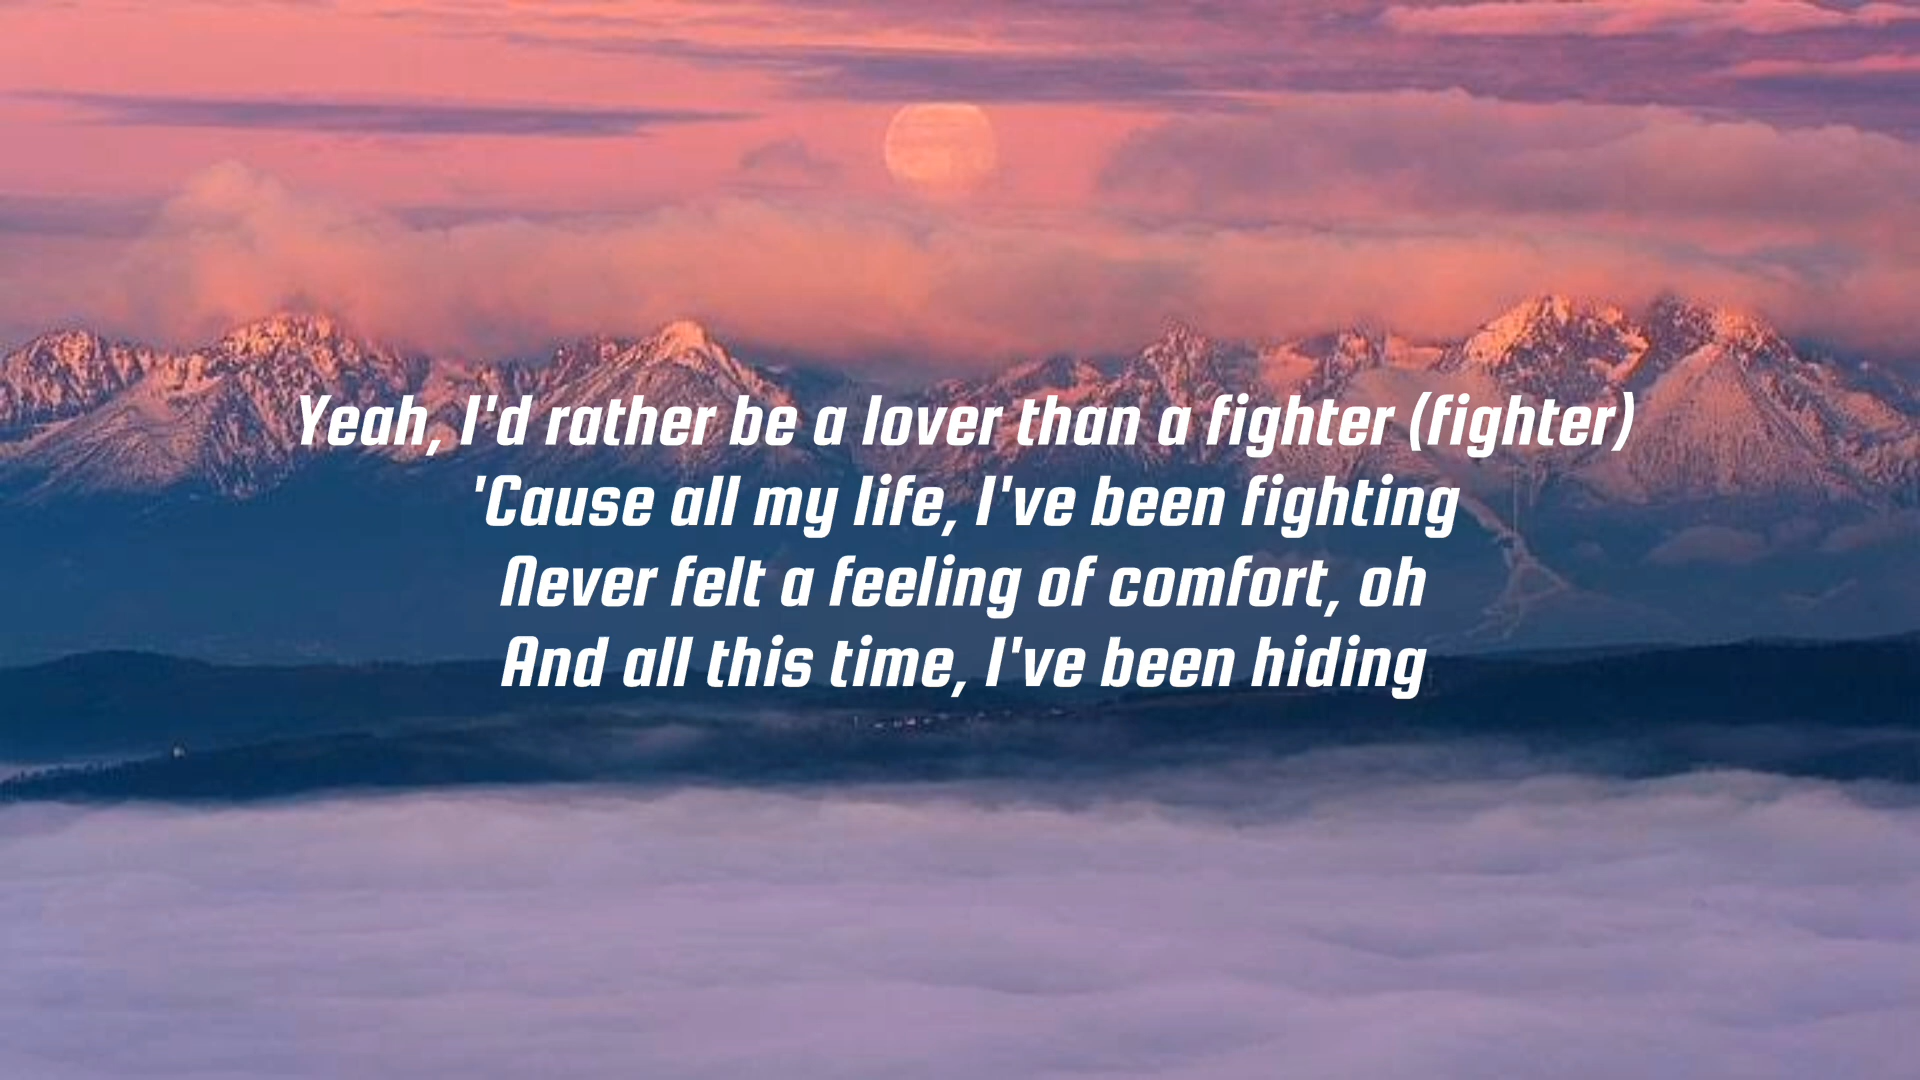 Yeah, I'd rather be a lover than a fighter (fighter)
'Cause all my life, I've been fighting
Never felt a feeling of comfort, oh
And all this time, I've been hiding